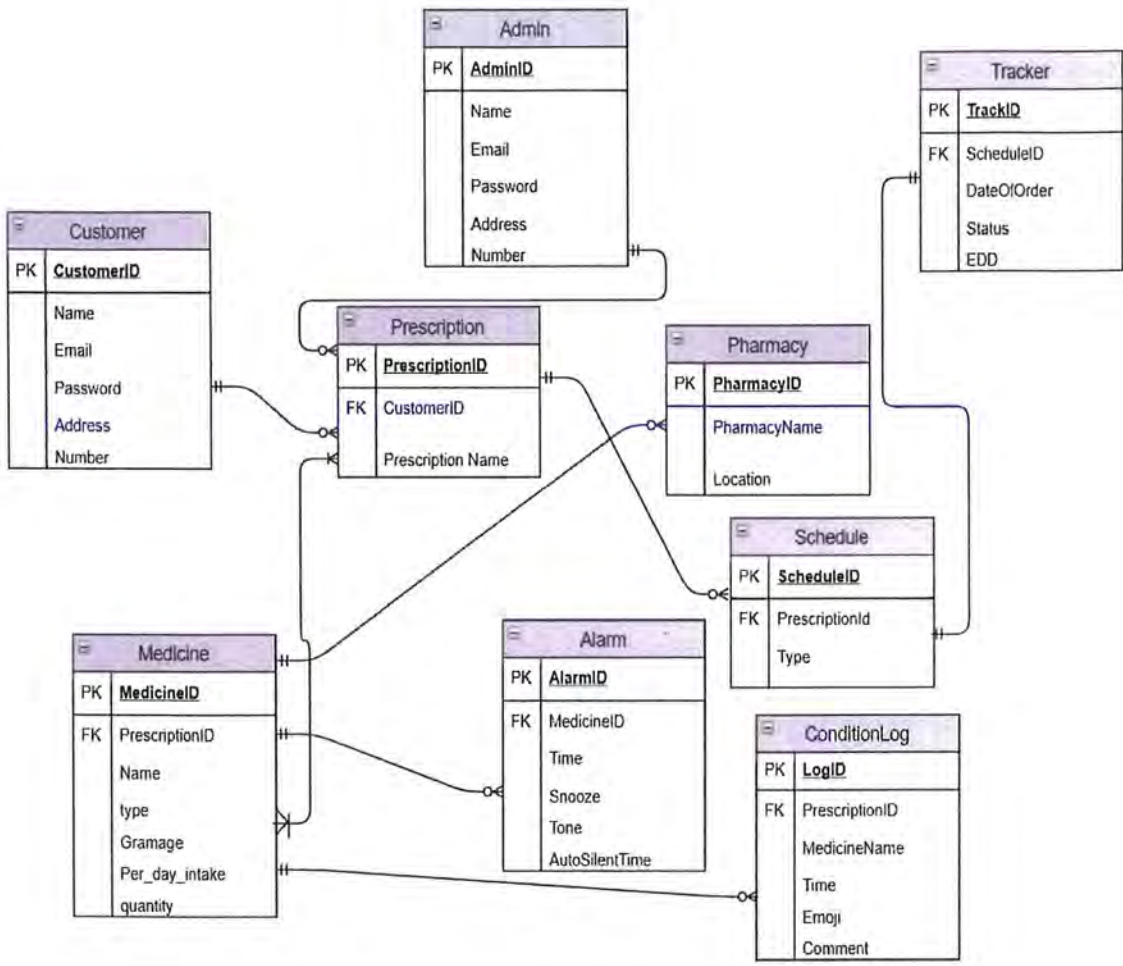 Admin
PK AdminID
Name
Email
Password
Address
Number
Tracker
PK TrackID
FK ScheduleID
DateOfOrder
Status
EDD
Customer
PK CustomerID
Name
Email
Password
Address
Number
Prescription
PK PrescriptionID
FK CustomerID
Prescription Name
Pharmacy
PK PharmacyID
PharmacyName
Location
Schedule
PK ScheduleID
FK PrescriptionId
Type
Medicine
PK MedicineID
FK PrescriptionID
Name
type
Gramage
Per_day_intake
quantity
Alarm
PK AlarmID
FK MedicineID
Time
Snooze
Tone
AutoSilentTime
ConditionLog
PK LogID
FK PrescriptionID
MedicineName
Time
Emoji
Comment